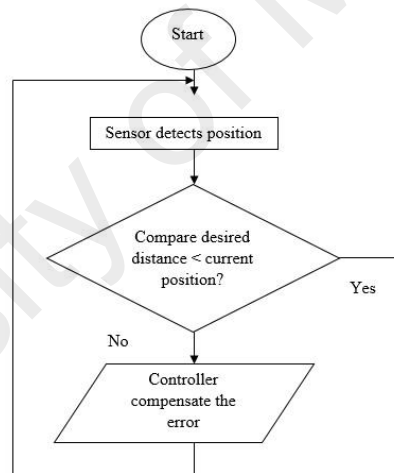 Start
Sensor detects position
Compare desired
distance < current
position?
Yes
No
Controller
compensate the
error